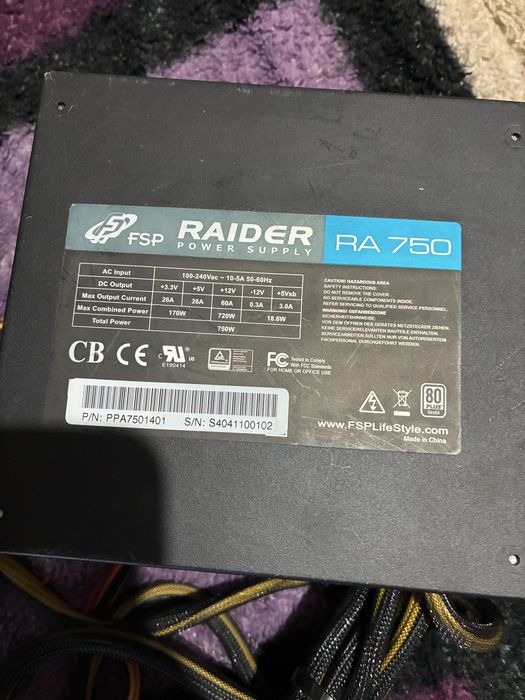 FSP RAIDER
POWER SUPPLY
RA 750
AC Input 100-240Vac ~ 10-5A 50-60Hz
DC Output +3.3V +5V +12V -12V +5Vsb
Max Output Current 26A 26A 60A 0.3A 3.0A
Max Combined Power 170W 720W 18.6W
Total Power 750W
CAUTION! HAZARDOUS AREA
SAFETY INSTRUCTIONS:
DO NOT REMOVE THE COVER
NO SERVICEABLE COMPONENTS INSIDE.
REFER SERVICING TO QUALIFIED SERVICE PERSONNEL.
WARNUNG! GEFAHRENZONE
SICHERHEITSHINWEISE:
VOR DEM ÖFFNEN DES GERÄTES NETZSTECKER ZIEHEN.
KEINE SERVICERELEVANTEN BAUTEILE ENTHALTEN.
SERVICEARBEITEN SOLLTEN NUR VON AUSGEBILDETEM
FACHPERSONAL DURCHGEFÜHRT WERDEN.
CB CE c RU us
E190414
FC Tested to Comply
With FCC Standards
FOR HOME OR OFFICE USE
P/N: PPA7501401 S/N: S4041100102
80
PLUS
SILVER
www.FSPLifeStyle.com
Made in China